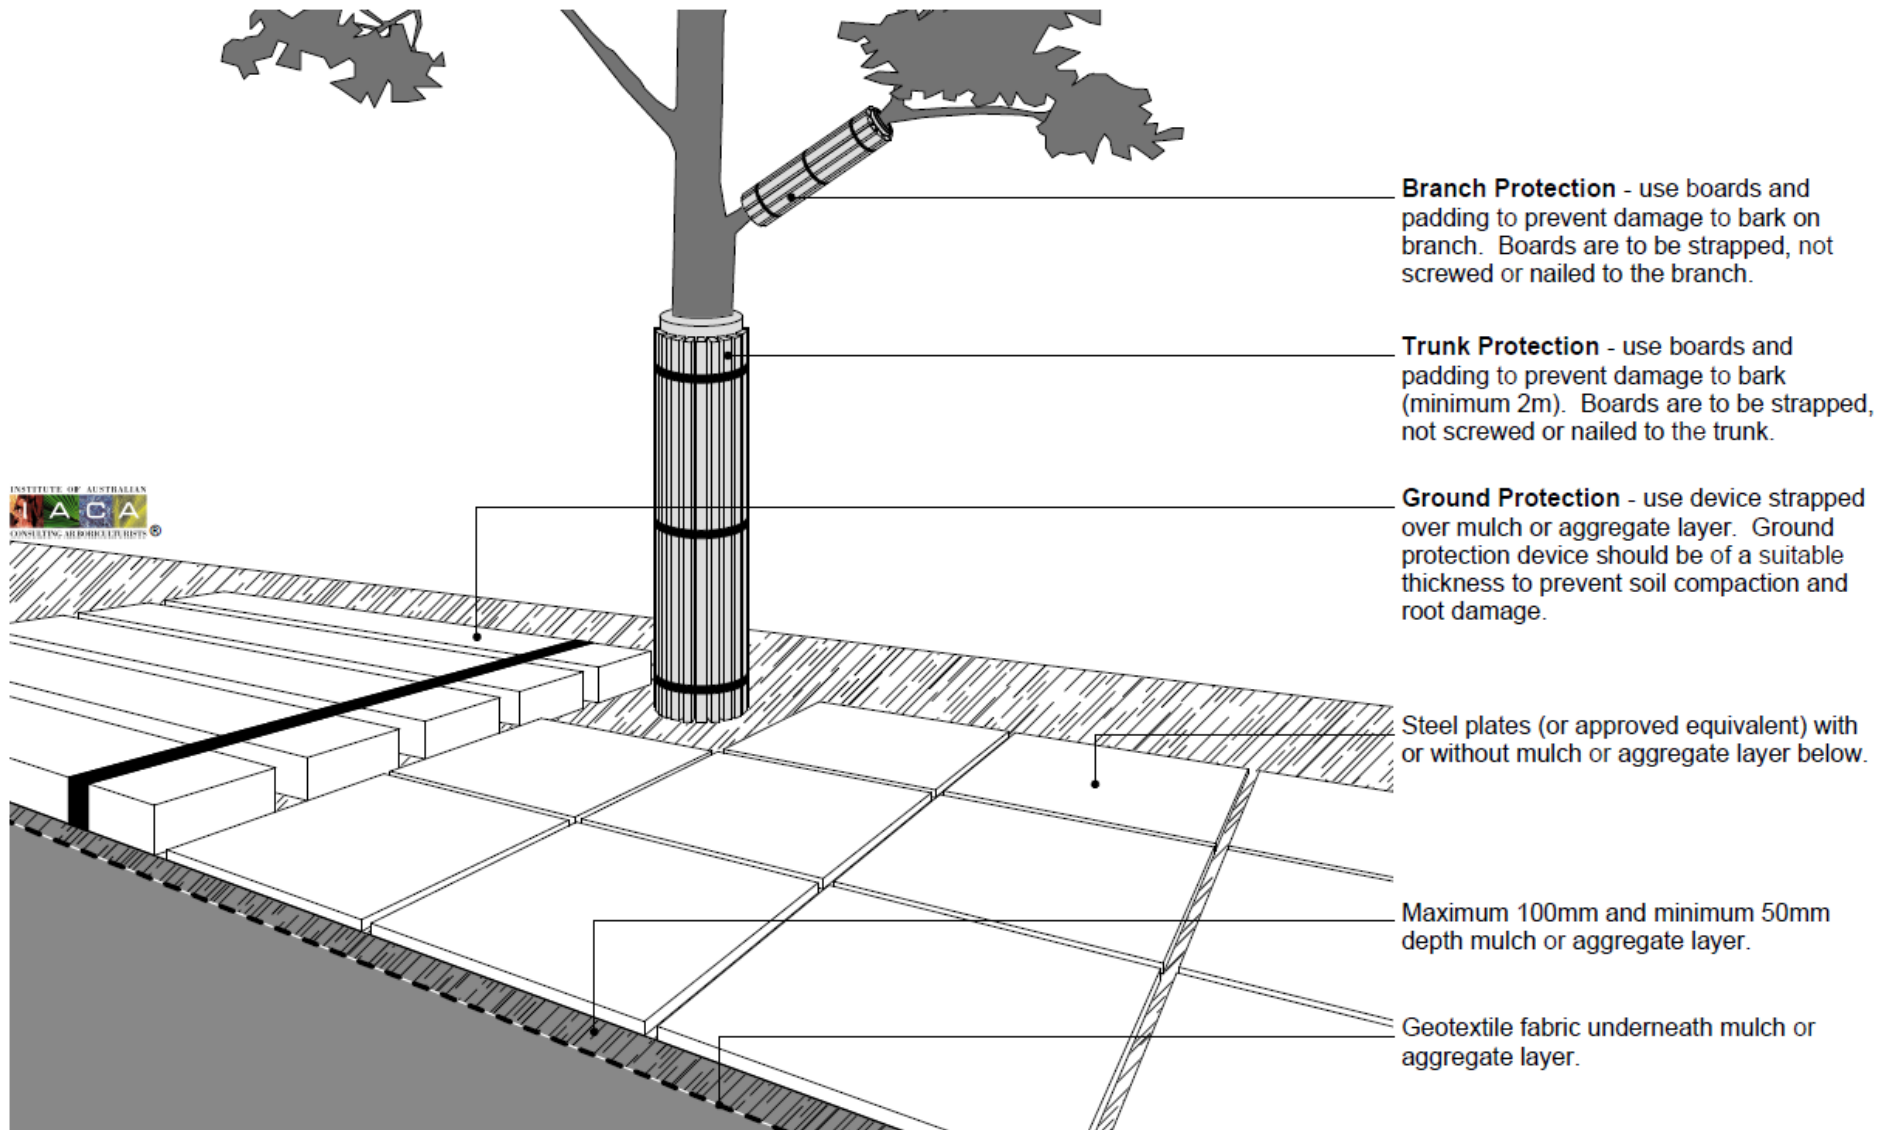 Branch Protection - use boards and
padding to prevent damage to bark on
branch. Boards are to be strapped, not
screwed or nailed to the branch.
Trunk Protection - use boards and
padding to prevent damage to bark
(minimum 2m). Boards are to be strapped,
not screwed or nailed to the trunk.
INSTITUTE OF AUSTRALIAN
IACA
CONSULTING ARBORICULTURISTS ®
Ground Protection - use device strapped
over mulch or aggregate layer. Ground
protection device should be of a suitable
thickness to prevent soil compaction and
root damage.
Steel plates (or approved equivalent) with
or without mulch or aggregate layer below.
Maximum 100mm and minimum 50mm
depth mulch or aggregate layer.
Geotextile fabric underneath mulch or
aggregate layer.